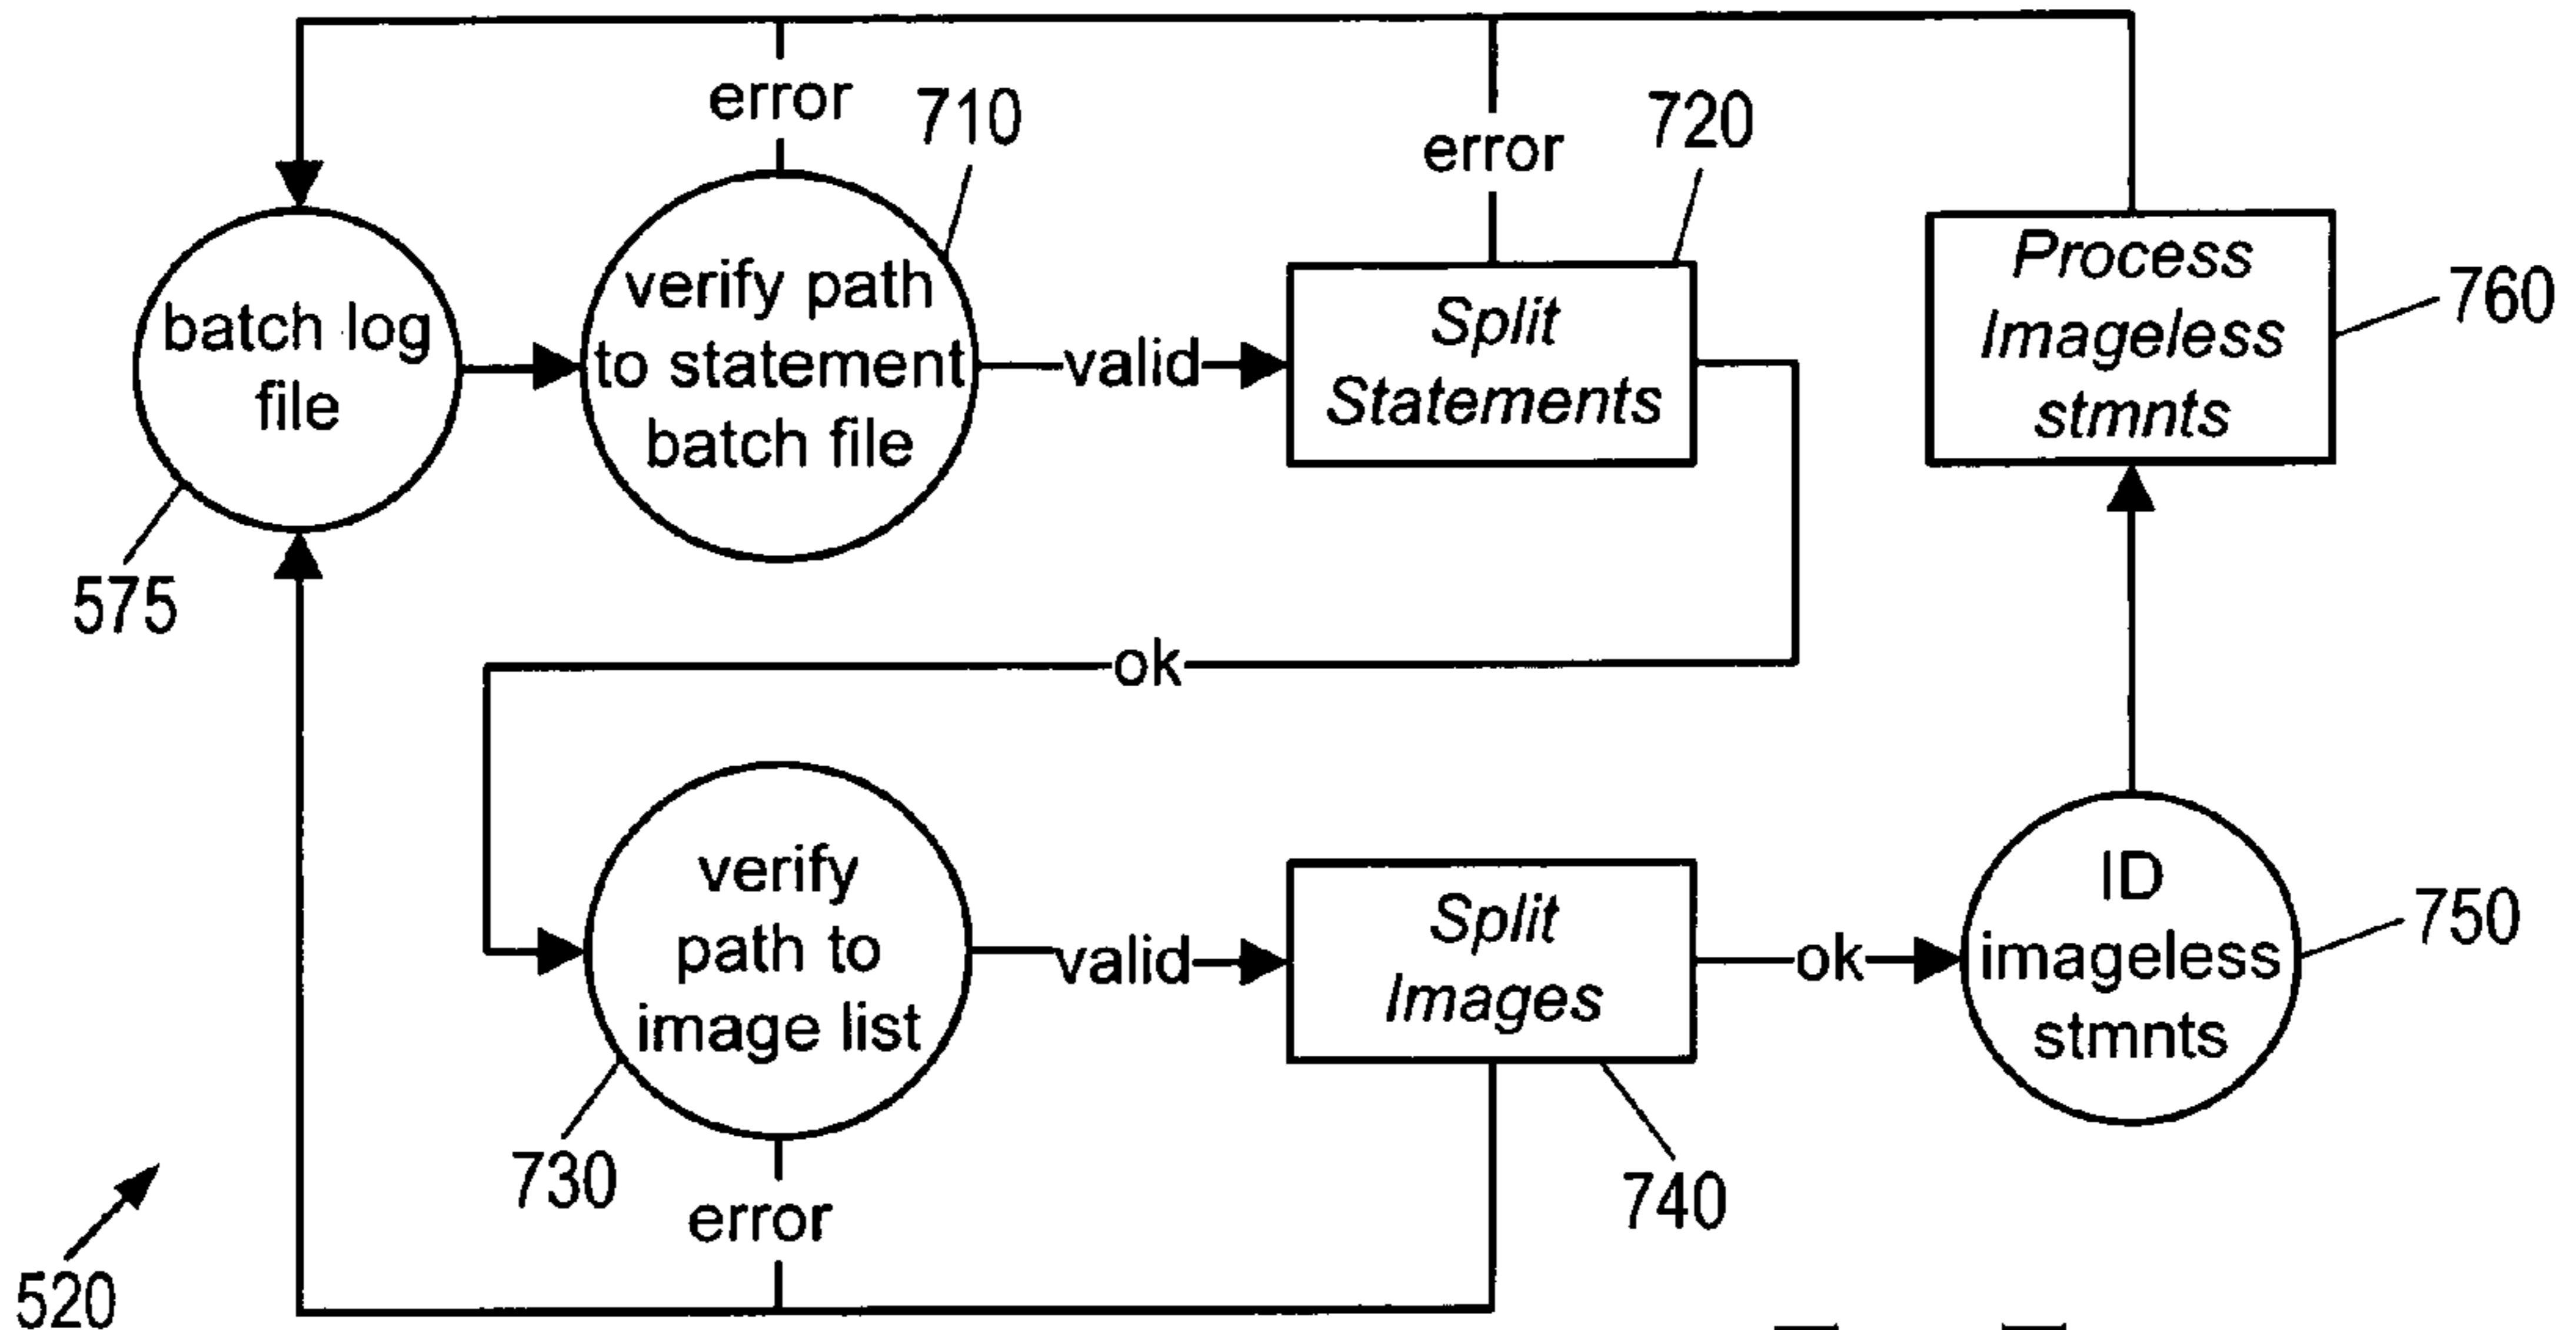 error
710
error
720
batch log
file
575
verify path
to statement
batch file
valid
Split
Statements
Process
Imageless
stmnts
760
ok
verify
path to
image list
730
error
valid
Split
Images
740
ok
ID
imageless
stmnts
750
520